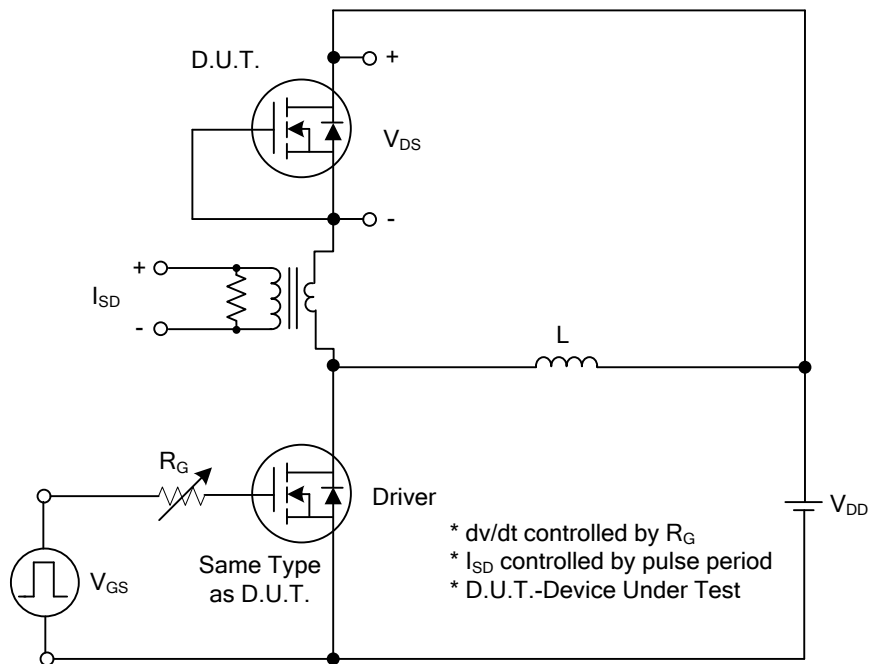 D.U.T.
+
VDS
-
+
ISD
-
L
RG
Driver
VDD
VGS
Same Type
as D.U.T.
* dv/dt controlled by RG
* ISD controlled by pulse period
* D.U.T.-Device Under Test